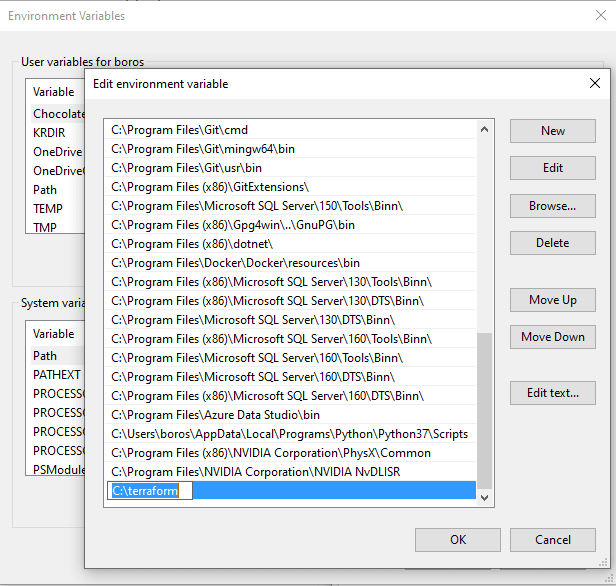 Environment Variables
User variables for boros
Variable
Chocolate
KRDIR
OneDrive
OneDrive
Path
TEMP
TMP
System varia
Variable
Path
PATHEXT
PROCESSO
PROCESSO
PROCESSO
PROCESSO
PSModule
Edit environment variable
C:\Program Files\Git\cmd
C:\Program Files\Git\mingw64\bin
C:\Program Files\Git\usr\bin
C:\Program Files (x86)\GitExtensions\
C:\Program Files\Microsoft SQL Server\150\Tools\Binn\
C:\Program Files (x86)\Gpg4win\..\GnuPG\bin
C:\Program Files (x86)\dotnet\
C:\Program Files\Docker\Docker\resources\bin
C:\Program Files (x86)\Microsoft SQL Server\130\Tools\Binn\
C:\Program Files (x86)\Microsoft SQL Server\130\DTS\Binn\
C:\Program Files\Microsoft SQL Server\130\DTS\Binn\
C:\Program Files (x86)\Microsoft SQL Server\160\Tools\Binn\
C:\Program Files\Microsoft SQL Server\160\Tools\Binn\
C:\Program Files\Microsoft SQL Server\160\DTS\Binn\
C:\Program Files (x86)\Microsoft SQL Server\160\DTS\Binn\
C:\Program Files\Azure Data Studio\bin
C:\Users\boros\AppData\Local\Programs\Python\Python37\Scripts
C:\Program Files (x86)\NVIDIA Corporation\PhysX\Common
C:\Program Files\NVIDIA Corporation\NVIDIA NvDLISR
C:\terraform
New
Edit
Browse...
Delete
Move Up
Move Down
Edit text...
OK
Cancel